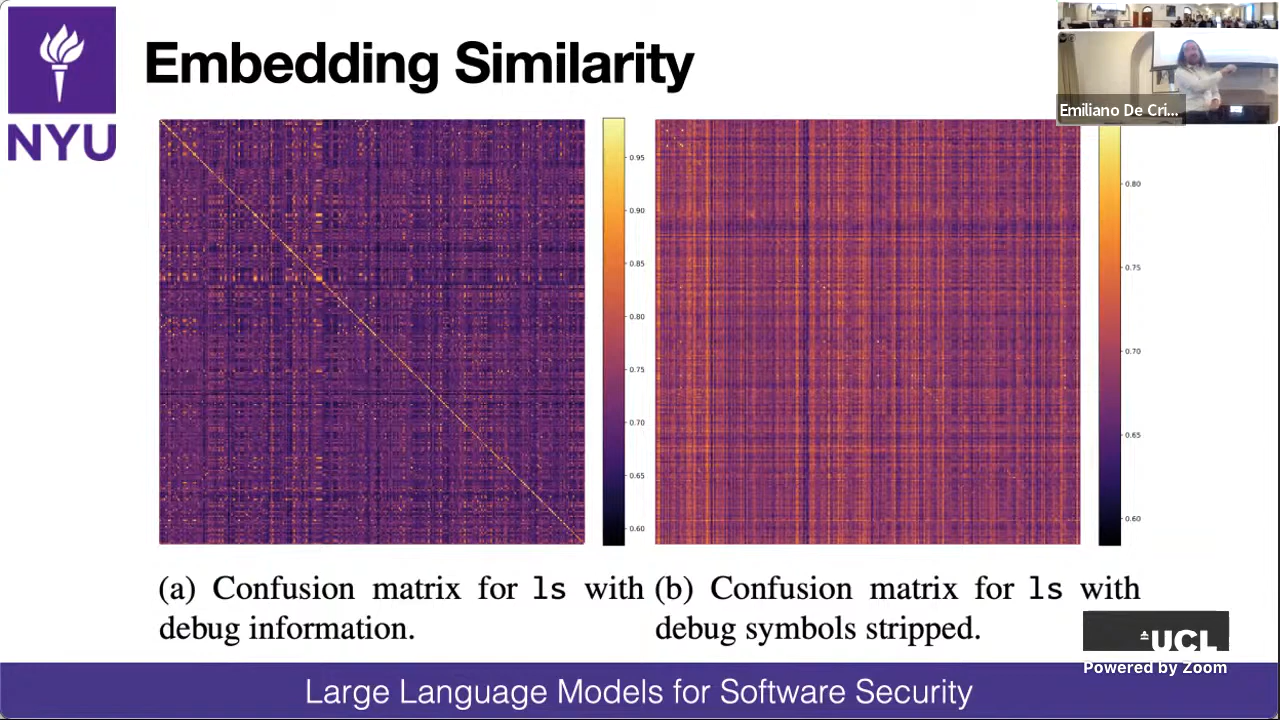 Embedding Similarity
NYU
Emiliano De Cri...
0.95
0.90
0.85
0.80
0.75
0.70
0.65
0.60
0.80
0.75
0.70
0.65
0.60
(a) Confusion matrix for ls with
debug information.
(b) Confusion matrix for ls with
debug symbols stripped.
UCL
Powered by Zoom
Large Language Models for Software Security